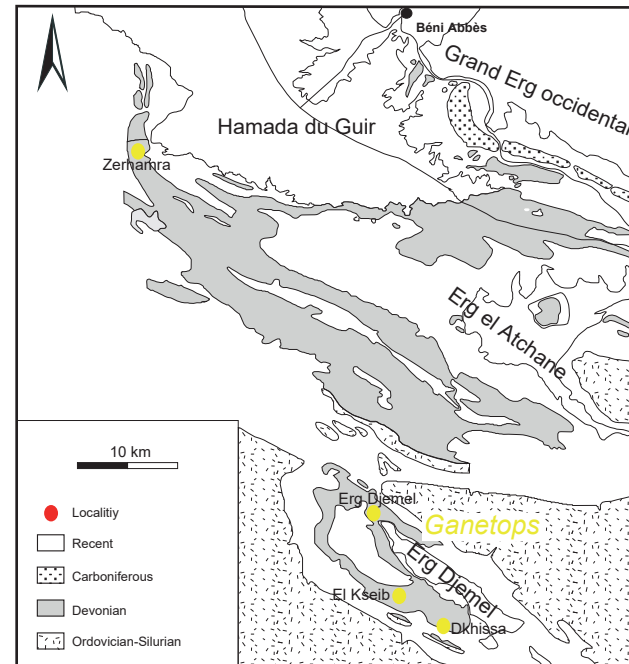 Béni Abbès
Grand Erg occidental
Hamada du Guir
Zerhamra
Erg el Atchane
10 km
Erg Djemel
Ganetops
Localitiy
Recent
Erg Djemel
Carboniferous
El Kseib
Devonian
Dkhissa
Ordovician-Silurian